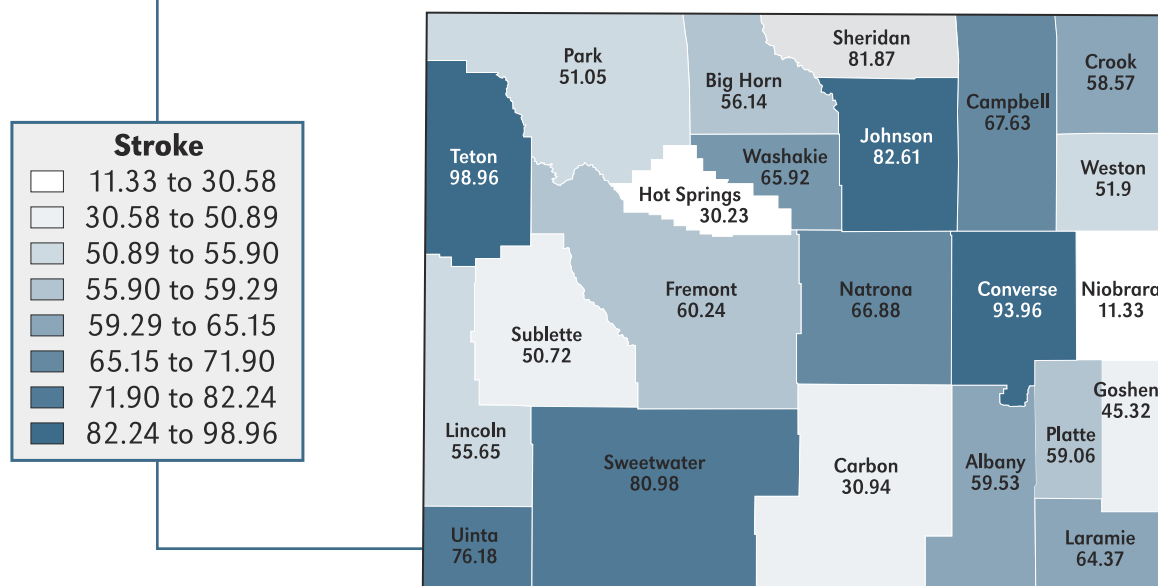 Stroke
11.33 to 30.58
30.58 to 50.89
50.89 to 55.90
55.90 to 59.29
59.29 to 65.15
65.15 to 71.90
71.90 to 82.24
82.24 to 98.96
Park
51.05
Big Horn
56.14
Sheridan
81.87
Campbell
67.63
Crook
58.57
Teton
98.96
Washakie
65.92
Johnson
82.61
Weston
51.9
Hot Springs
30.23
Fremont
60.24
Natrona
66.88
Converse
93.96
Niobrara
11.33
Sublette
50.72
Lincoln
55.65
Sweetwater
80.98
Carbon
30.94
Albany
59.53
Platte
59.06
Goshen
45.32
Uinta
76.18
Laramie
64.37